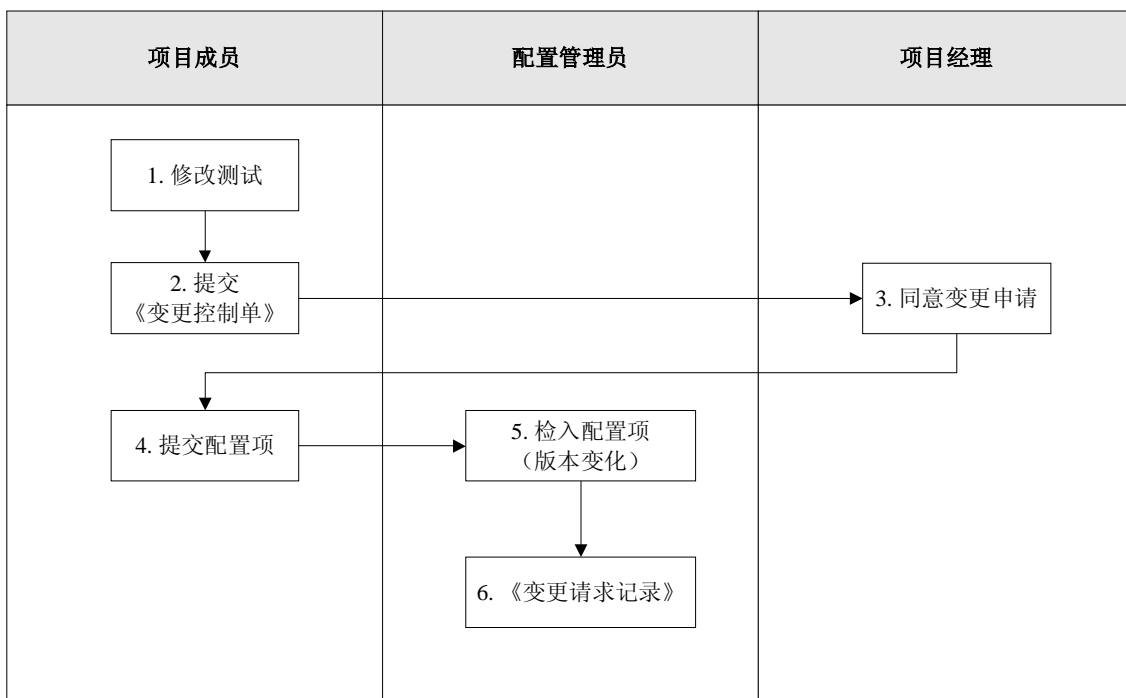 项目成员
配置管理员
项目经理
1. 修改测试
2. 提交
《变更控制单》
3. 同意变更申请
4. 提交配置项
5. 检入配置项
（版本变化）
6. 《变更请求记录》